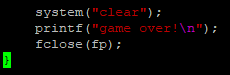 system("clear");
printf("game over!\n");
fclose(fp);
}